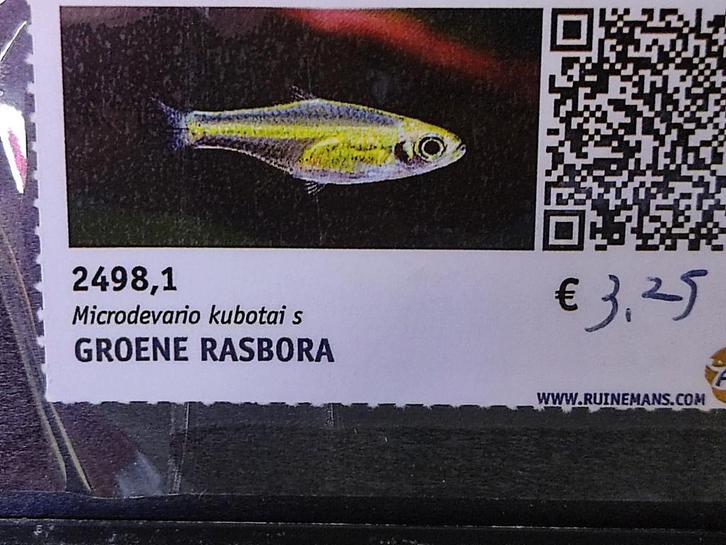 2498,1
Microdevario kubotai s
GROENE RASBORA
€ 3,25
WWW.RUINEMANS.COM